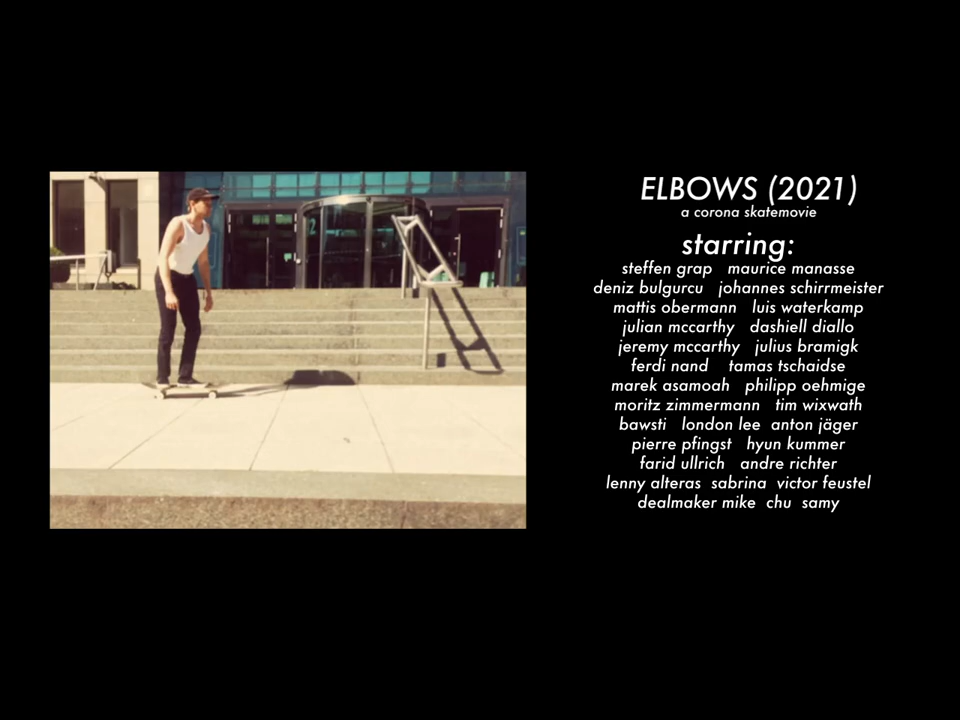 ELBOWS (2021)
a corona skatemovie
starring:
steffen grap maurice manasse
deniz bulgurcu johannes schirrmeister
mattis obermann luis waterkamp
julian mccarthy dashiell diallo
jeremy mccarthy julius bramigk
ferdi nand tamas tschaidse
marek asamoah philipp oehmige
moritz zimmermann tim wixwath
bawsti london lee anton jäger
pierre pfingst hyun kummer
farid ullrich andre richter
lenny alteras sabrina victor feustel
dealmaker mike chu samy